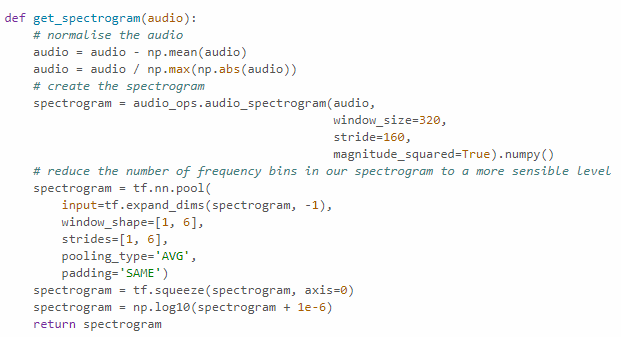 def get_spectrogram(audio):
    # normalise the audio
    audio = audio - np.mean(audio)
    audio = audio / np.max(np.abs(audio))
    # create the spectrogram
    spectrogram = audio_ops.audio_spectrogram(audio,
                                              window_size=320,
                                              stride=160,
                                              magnitude_squared=True).numpy()
    # reduce the number of frequency bins in our spectrogram to a more sensible level
    spectrogram = tf.nn.pool(
        input=tf.expand_dims(spectrogram, -1),
        window_shape=[1, 6],
        strides=[1, 6],
        pooling_type='AVG',
        padding='SAME')
    spectrogram = tf.squeeze(spectrogram, axis=0)
    spectrogram = np.log10(spectrogram + 1e-6)
    return spectrogram